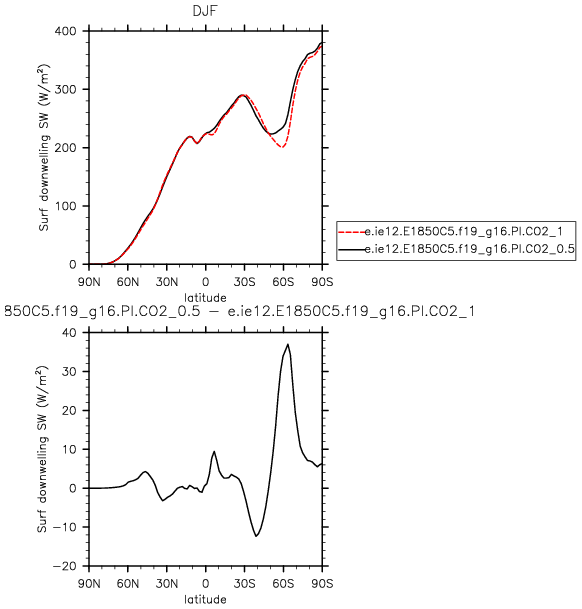 DJF
Surf downwelling SW (W/m²)
400
300
200
100
0
90N 60N 30N 0 30S 60S 90S
latitude
e.ie12.E1850C5.f19_g16.PI.CO2_1
e.ie12.E1850C5.f19_g16.PI.CO2_0.5
850C5.f19_g16.PI.CO2_0.5 – e.ie12.E1850C5.f19_g16.PI.CO2_1
Surf downwelling SW (W/m²)
40
30
20
10
0
-10
-20
90N 60N 30N 0 30S 60S 90S
latitude